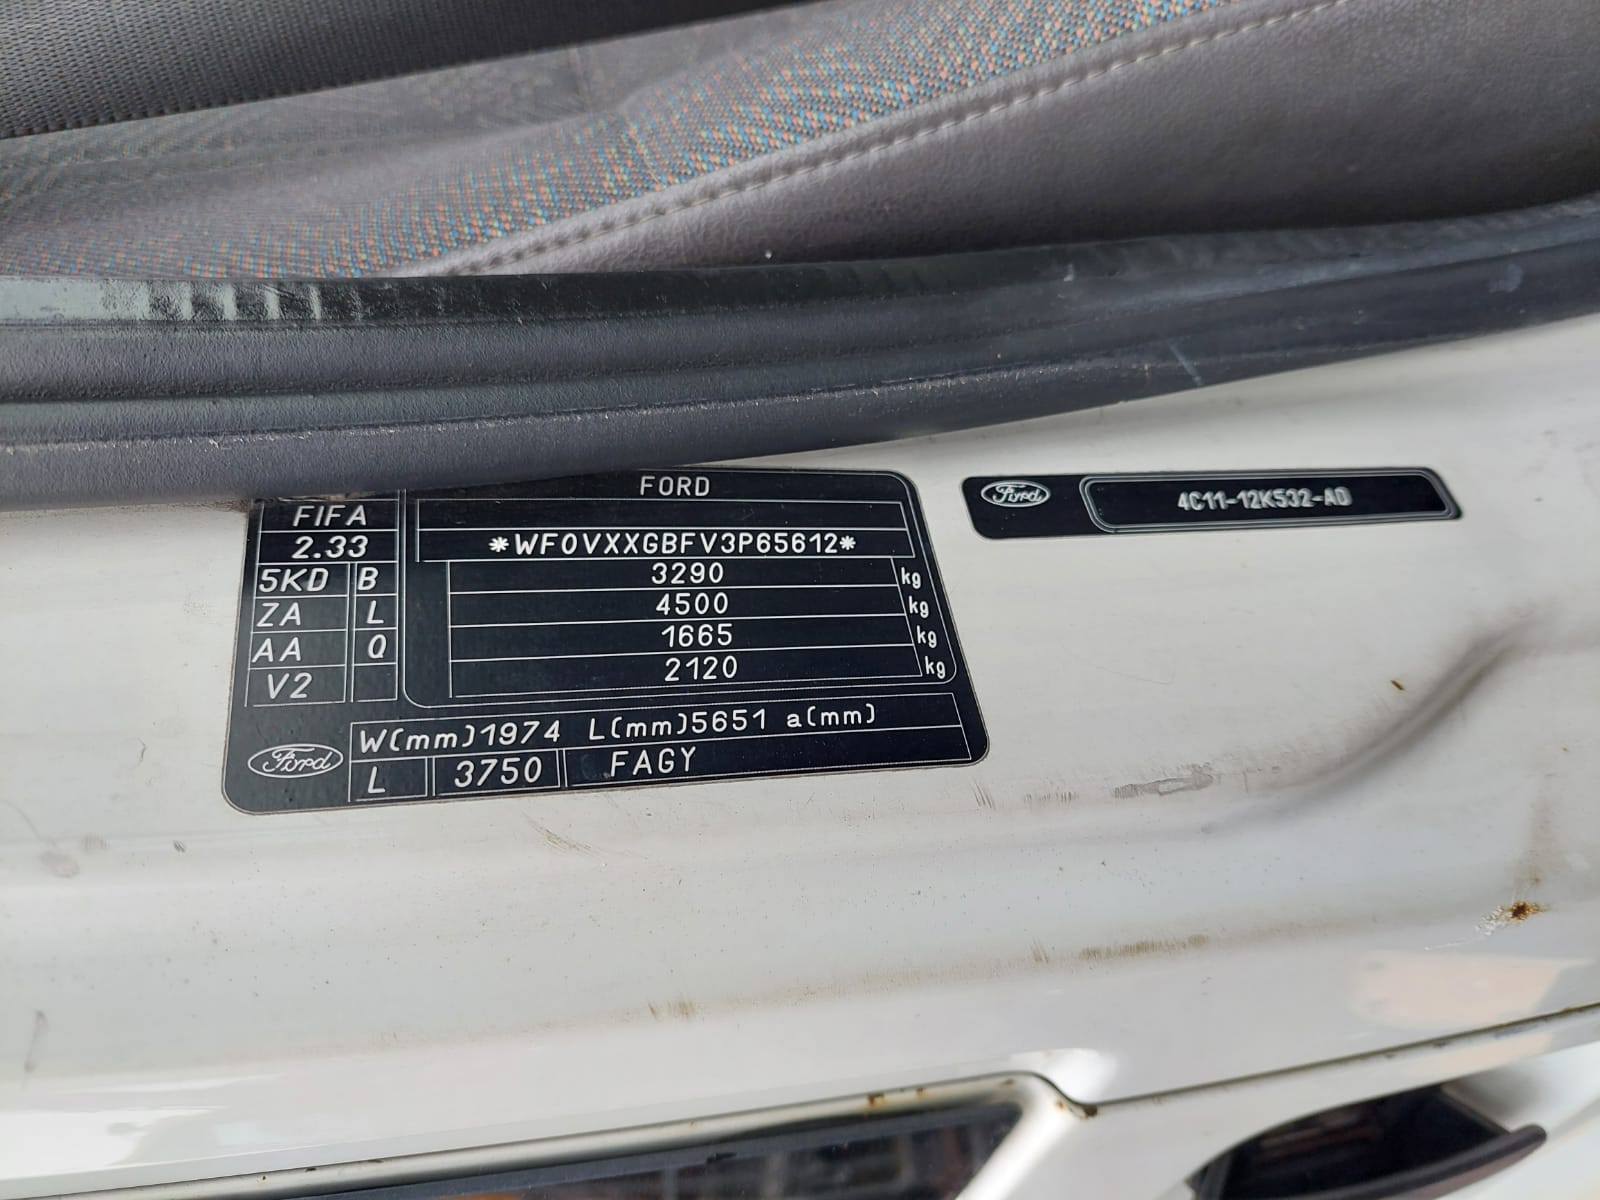 FORD
FIFA
2.33
*WF0VXXGBFV3P65612*
5KD B 3290 kg
ZA L 4500 kg
AA Q 1665 kg
V2 2120 kg
W(mm)1974 L(mm)5651 a(mm)
Ford L 3750 FAGY
Ford 4C11-12K532-AD